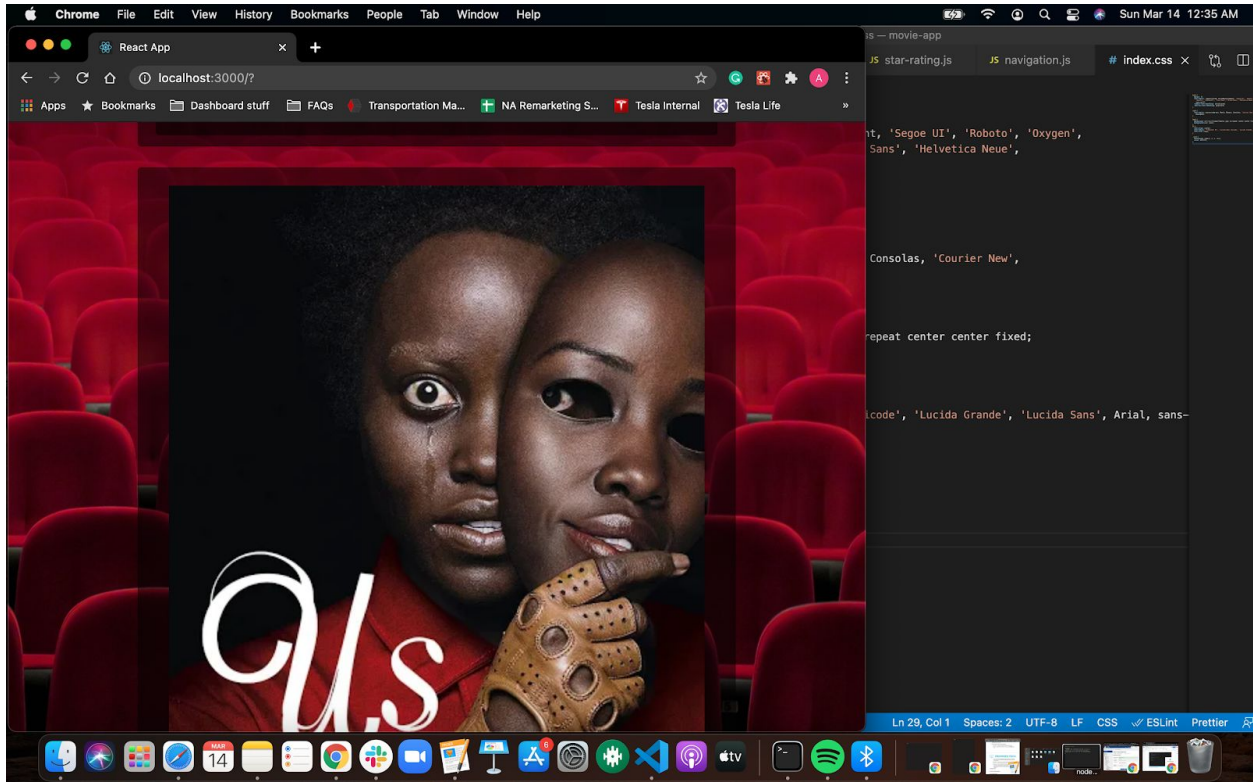 Chrome File Edit View History Bookmarks People Tab Window Help Sun Mar 14 12:35 AM
React App
ss — movie-app
JS star-rating.js JS navigation.js # index.css
localhost:3000/?
A
Apps Bookmarks Dashboard stuff FAQs Transportation Ma... NA Remarketing S... Tesla Internal Tesla Life »
nt, 'Segoe UI', 'Roboto', 'Oxygen',
Sans', 'Helvetica Neue',
Consolas, 'Courier New',
repeat center center fixed;
icode', 'Lucida Grande', 'Lucida Sans', Arial, sans-
Us
Ln 29, Col 1 Spaces: 2 UTF-8 LF CSS ESLint Prettier
MAR
14
6
tv
node...